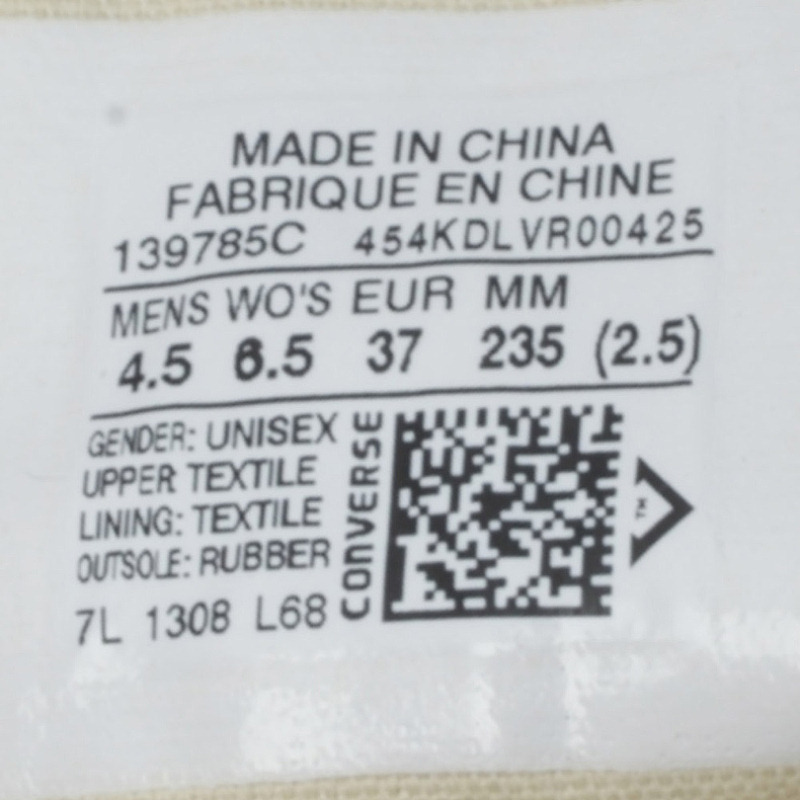 MADE IN CHINA
FABRIQUE EN CHINE
139785C 454KDLVR00425
MENS WO'S EUR MM
4.5 6.5 37 235 (2.5)
GENDER: UNISEX
UPPER TEXTILE
LINING: TEXTILE
OUTSOLE: RUBBER
7L 1308 L68
CONVERSE